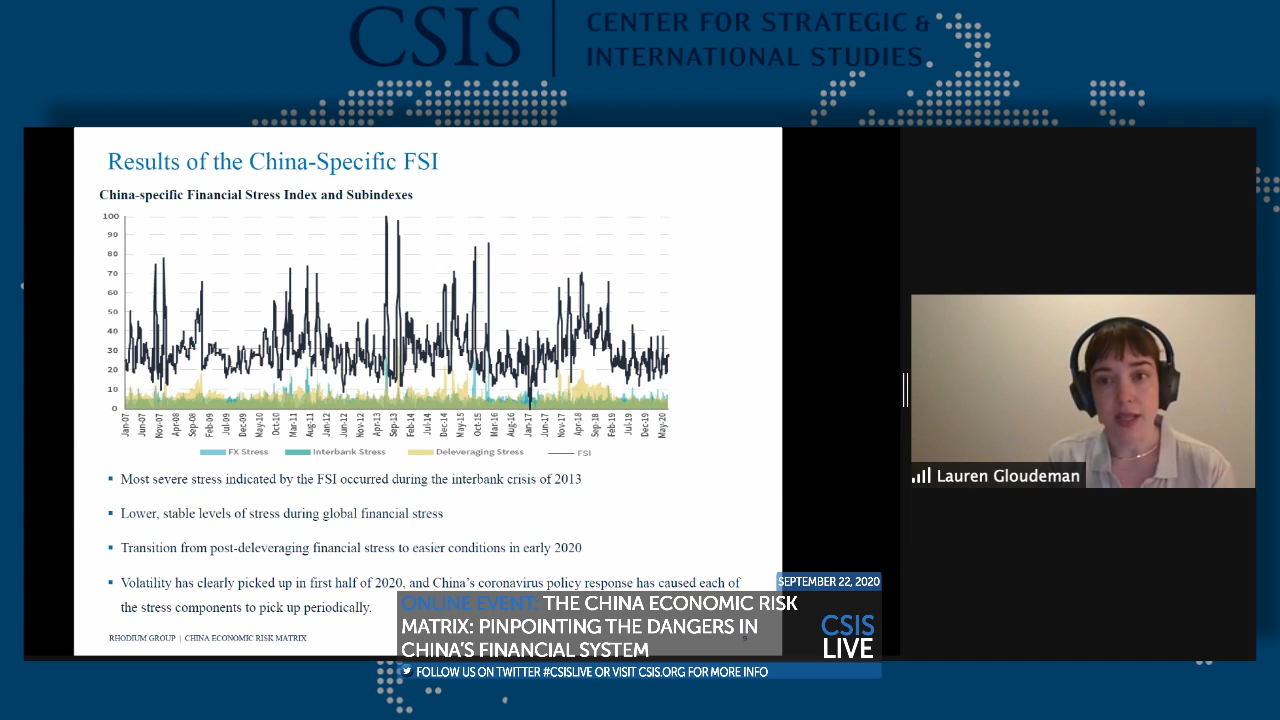 CSIS
CENTER FOR STRATEGIC &
INTERNATIONAL STUDIES
Results of the China-Specific FSI
China-specific Financial Stress Index and Subindexes
100
90
80
70
60
50
40
30
20
10
0
Jan-07 Jun-07 Nov-07 Apr-08 Sep-08 Feb-09 Jul-09 Dec-09 May-10 Oct-10 Mar-11 Aug-11 Jan-12 Jun-12 Nov-12 Apr-13 Sep-13 Feb-14 Jul-14 Dec-14 May-15 Oct-15 Mar-16 Aug-16 Jan-17 Jun-17 Nov-17 Apr-18 Sep-18 Feb-19 Jul-19 Dec-19 May-20
FX Stress Interbank Stress Deleveraging Stress FSI
▪ Most severe stress indicated by the FSI occurred during the interbank crisis of 2013
▪ Lower, stable levels of stress during global financial stress
▪ Transition from post-deleveraging financial stress to easier conditions in early 2020
▪ Volatility has clearly picked up in first half of 2020, and China's coronavirus policy response has caused each of
the stress components to pick up periodically.
RHODIUM GROUP | CHINA ECONOMIC RISK MATRIX
9
Lauren Gloudeman
SEPTEMBER 22, 2020
ONLINE EVENT: THE CHINA ECONOMIC RISK
MATRIX: PINPOINTING THE DANGERS IN
CHINA'S FINANCIAL SYSTEM
CSIS
LIVE
FOLLOW US ON TWITTER #CSISLIVE OR VISIT CSIS.ORG FOR MORE INFO